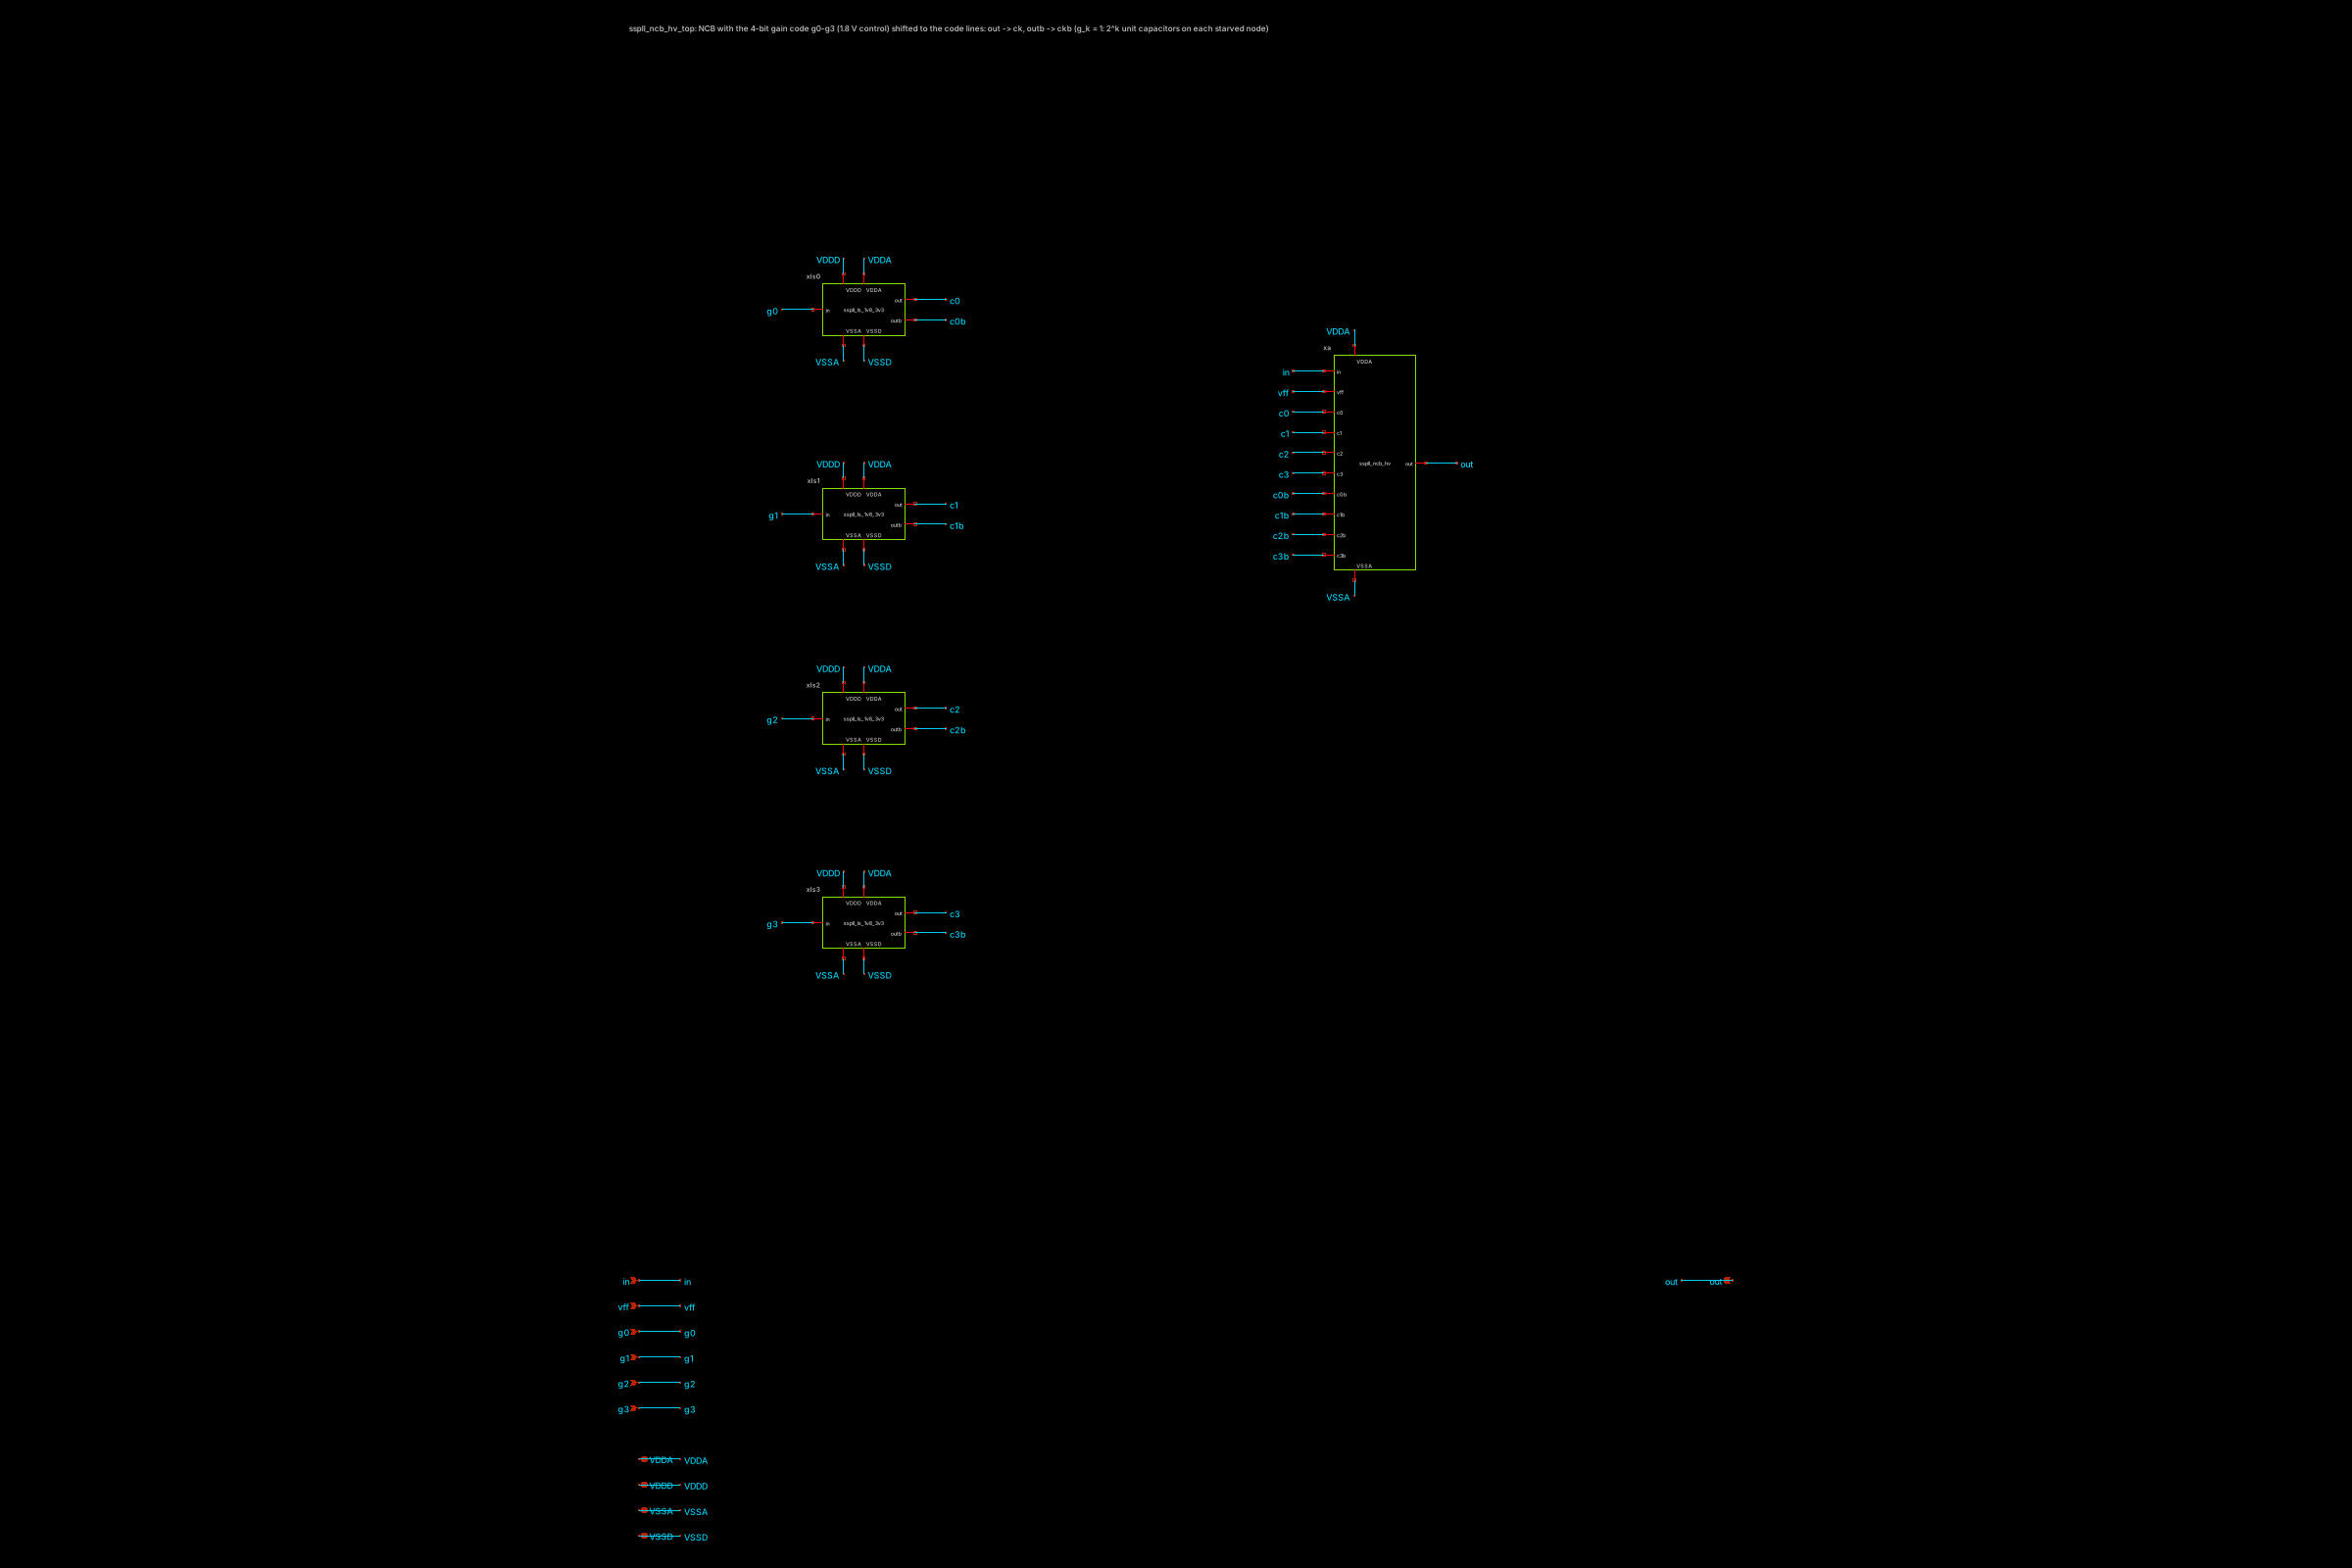 sspll_ncb_hv_top: NCB with the 4-bit gain code g0-g3 (1.8 V control) shifted to the code lines: out -> ck, outb -> ckb (g_k = 1: 2^k unit capacitors on each starved node)
VDDD VDDA
xls0
VDDD VDDA
out c0
g0 in sspll_ls_1v8_3v3
outb c0b
VSSA VSSD
VSSA VSSD
VDDD VDDA
xls1
VDDD VDDA
out c1
g1 in sspll_ls_1v8_3v3
outb c1b
VSSA VSSD
VSSA VSSD
VDDD VDDA
xls2
VDDD VDDA
out c2
g2 in sspll_ls_1v8_3v3
outb c2b
VSSA VSSD
VSSA VSSD
VDDD VDDA
xls3
VDDD VDDA
out c3
g3 in sspll_ls_1v8_3v3
outb c3b
VSSA VSSD
VSSA VSSD
VDDA
xa
VDDA
in in
vff vff
c0 c0
c1 c1
c2 c2
sspll_ncb_hv out out
c3 c3
c0b c0b
c1b c1b
c2b c2b
c3b c3b
VSSA
VSSA
in in
vff vff
g0 g0
g1 g1
g2 g2
g3 g3
VDDA VDDA
VDDD VDDD
VSSA VSSA
VSSD VSSD
out out